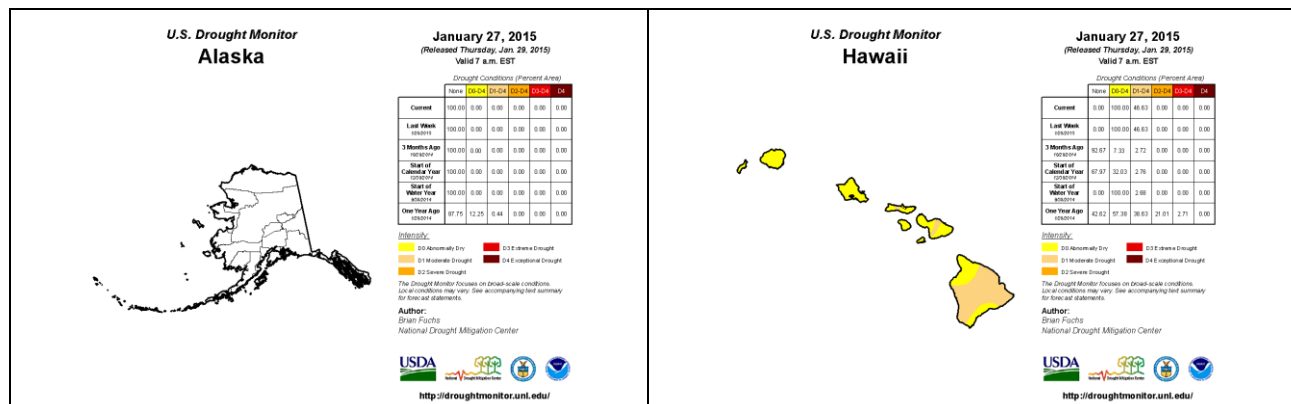 U.S. Drought Monitor
Alaska
January 27, 2015
(Released Thursday, Jan. 29, 2015)
Valid 7 a.m. EST
Drought Conditions (Percent Area)
None D0-D4 D1-D4 D2-D4 D3-D4 D4
Current 100.00 0.00 0.00 0.00 0.00 0.00
Last Week 100.00 0.00 0.00 0.00 0.00 0.00
3 Months Ago 100.00 0.00 0.00 0.00 0.00 0.00
Start of
Calendar Year 100.00 0.00 0.00 0.00 0.00 0.00
Start of
Water Year 100.00 0.00 0.00 0.00 0.00 0.00
One Year Ago 87.75 12.25 0.44 0.00 0.00 0.00
Intensity:
D0 Abnormally Dry D3 Extreme Drought
D1 Moderate Drought D4 Exceptional Drought
D2 Severe Drought
The Drought Monitor focuses on broad-scale conditions.
Local conditions may vary. See accompanying text summary
for forecast statements.
Author:
Brian Fuchs
National Drought Mitigation Center
USDA
National Drought Mitigation Center
http://droughtmonitor.unl.edu/
U.S. Drought Monitor
Hawaii
January 27, 2015
(Released Thursday, Jan. 29, 2015)
Valid 7 a.m. EST
Drought Conditions (Percent Area)
None D0-D4 D1-D4 D2-D4 D3-D4 D4
Current 0.00 100.00 46.63 0.00 0.00 0.00
Last Week 0.00 100.00 46.63 0.00 0.00 0.00
3 Months Ago 7.33 2.72 0.00 0.00 0.00
Start of
Calendar Year 67.97 32.03 2.76 0.00 0.00 0.00
Start of
Water Year 0.00 100.00 2.68 0.00 0.00 0.00
One Year Ago 42.62 57.38 21.01 2.71 0.00
Intensity:
D0 Abnormally Dry D3 Extreme Drought
D1 Moderate Drought D4 Exceptional Drought
D2 Severe Drought
The Drought Monitor focuses on broad-scale conditions.
Local conditions may vary. See accompanying text summary
for forecast statements.
Author:
Brian Fuchs
National Drought Mitigation Center
USDA
National Drought Mitigation Center
http://droughtmonitor.unl.edu/